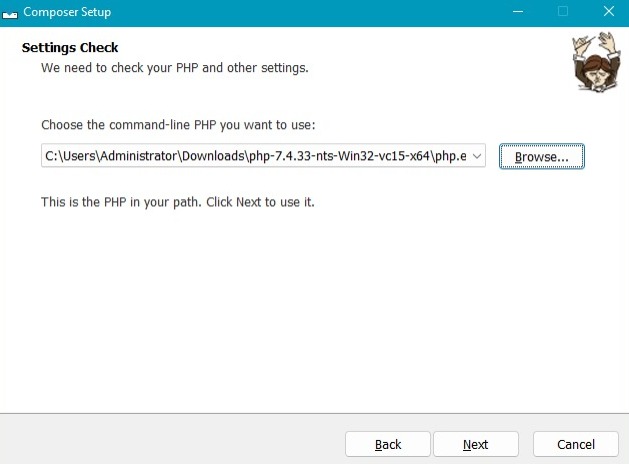 Composer Setup
Settings Check
We need to check your PHP and other settings.
Choose the command-line PHP you want to use:
C:\Users\Administrator\Downloads\php-7.4.33-nts-Win32-vc15-x64\php.e
Browse...
This is the PHP in your path. Click Next to use it.
Back
Next
Cancel